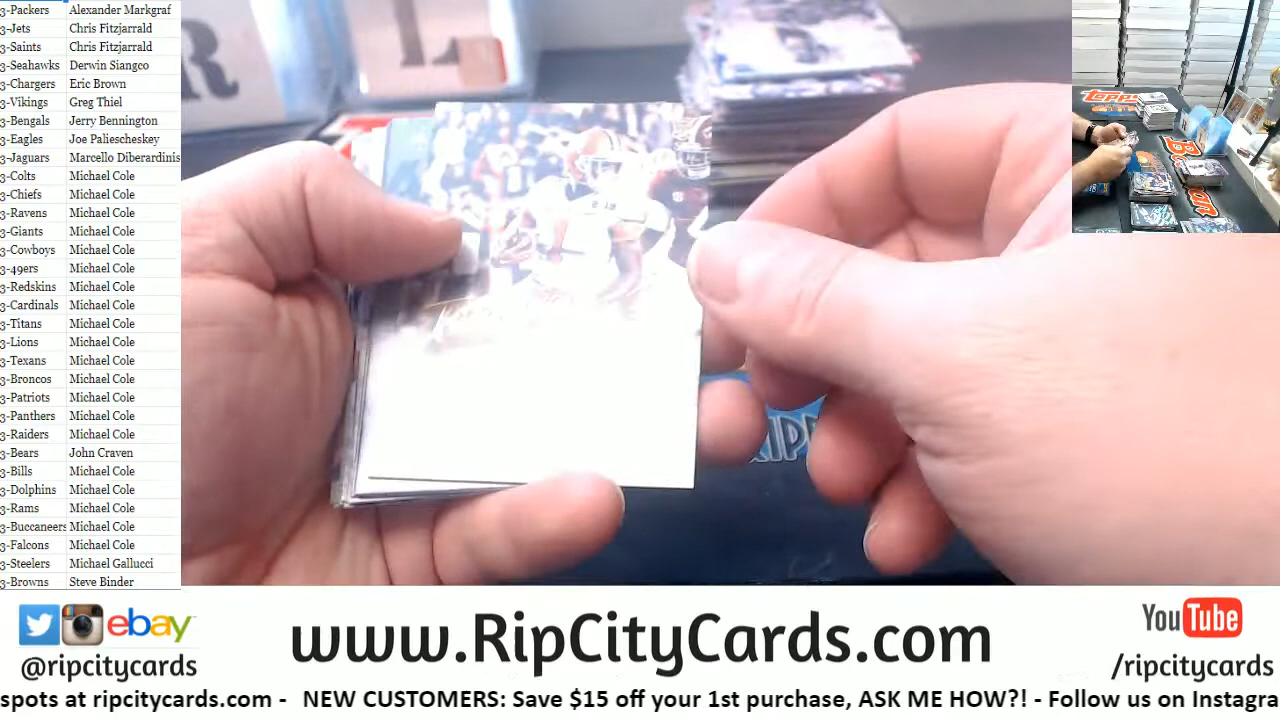 3-Packers Alexander Markgraf
3-Jets Chris Fitzjarrald
3-Saints Chris Fitzjarrald
3-Seahawks Derwin Siangco
3-Chargers Eric Brown
3-Vikings Greg Thiel
3-Bengals Jerry Bennington
3-Eagles Joe Paliescheskey
3-Jaguars Marcello Diberardinis
3-Colts Michael Cole
3-Chiefs Michael Cole
3-Ravens Michael Cole
3-Giants Michael Cole
3-Cowboys Michael Cole
3-49ers Michael Cole
3-Redskins Michael Cole
3-Cardinals Michael Cole
3-Titans Michael Cole
3-Lions Michael Cole
3-Texans Michael Cole
3-Broncos Michael Cole
3-Patriots Michael Cole
3-Panthers Michael Cole
3-Raiders Michael Cole
3-Bears John Craven
3-Bills Michael Cole
3-Dolphins Michael Cole
3-Rams Michael Cole
3-Buccaneers Michael Cole
3-Falcons Michael Cole
3-Steelers Michael Gallucci
3-Browns Steve Binder
Topps
ebay
@ripcitycards
www.RipCityCards.com
YouTube
/ripcitycards
spots at ripcitycards.com - NEW CUSTOMERS: Save $15 off your 1st purchase, ASK ME HOW?! - Follow us on Instagra